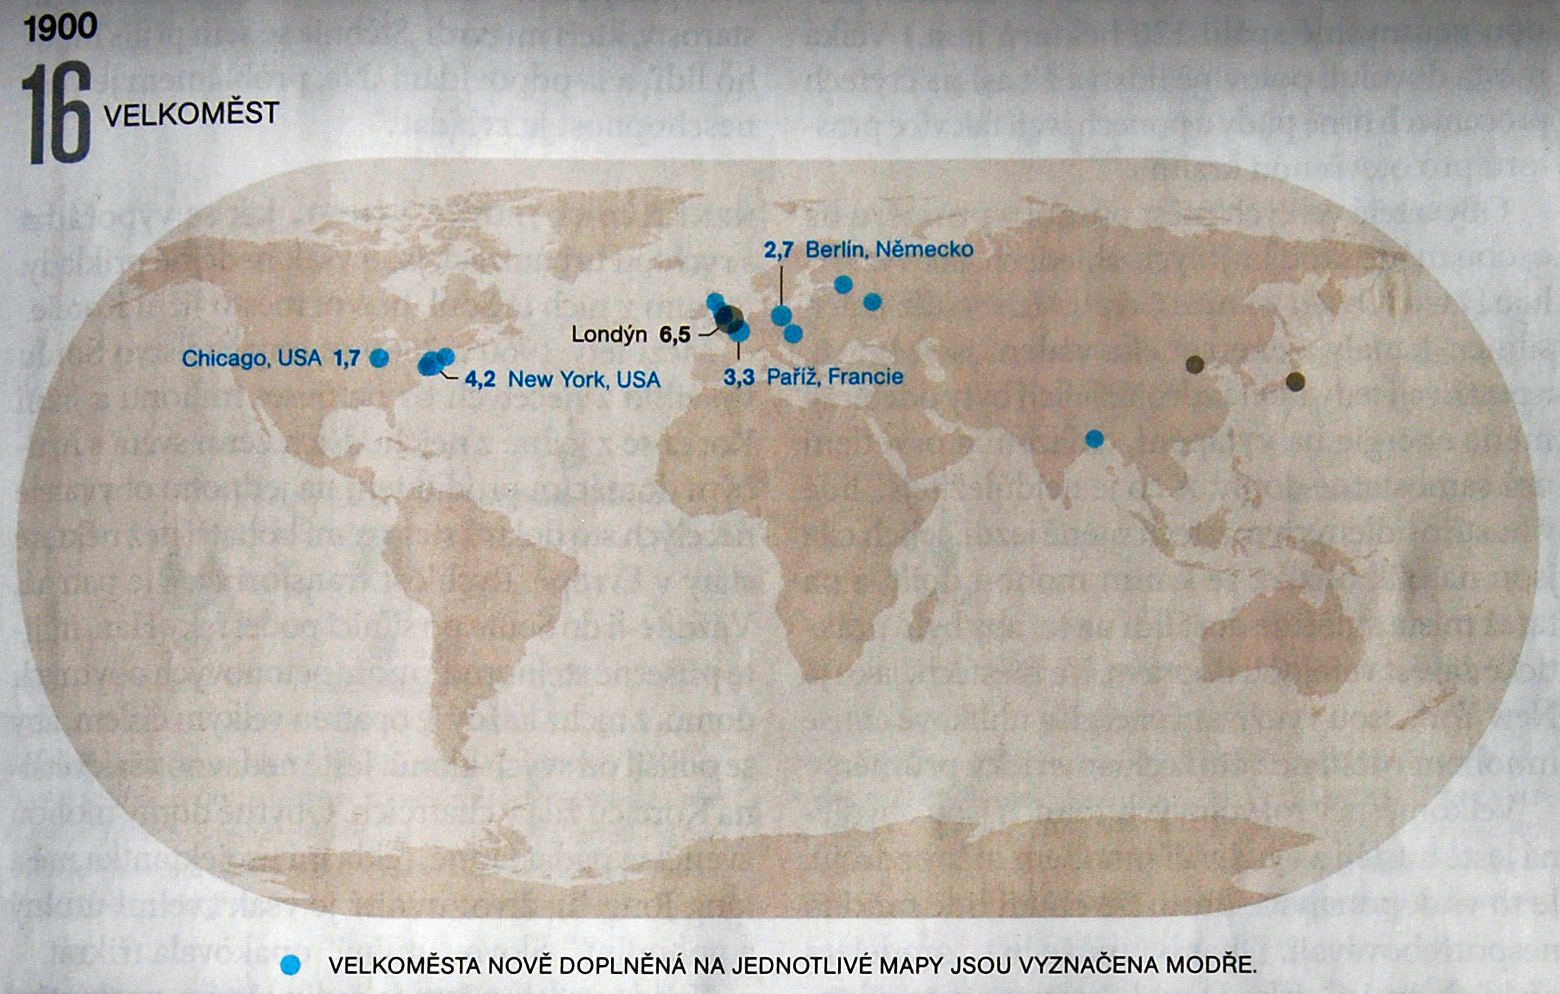 1900
16 VELKOMĚST
2,7 Berlín, Německo
Londýn 6,5
Chicago, USA 1,7
4,2 New York, USA
3,3 Paříž, Francie
VELKOMĚSTA NOVĚ DOPLNĚNÁ NA JEDNOTLIVÉ MAPY JSOU VYZNAČENA MODŘE.